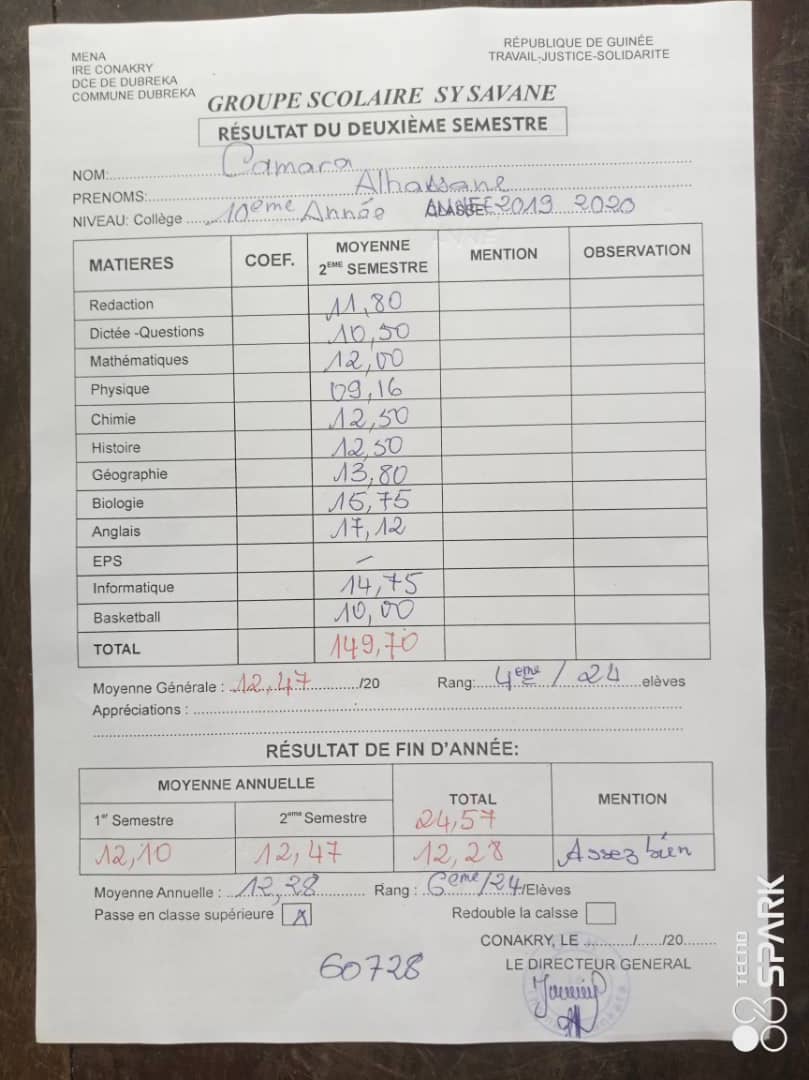 MENA
IRE CONAKRY
DCE DE DUBREKA
COMMUNE DUBREKA
RÉPUBLIQUE DE GUINÉE
TRAVAIL-JUSTICE-SOLIDARITE
GROUPE SCOLAIRE SY SAVANE
RÉSULTAT DU DEUXIÈME SEMESTRE
NOM: Camara
PRENOMS: Alhassane
NIVEAU: Collège 10ème Année ANNEE 2019 2020
MATIERES COEF. MOYENNE 2EME SEMESTRE MENTION OBSERVATION
Redaction 11,80
Dictée -Questions 10,50
Mathématiques 12,00
Physique 09,16
Chimie 12,50
Histoire 12,50
Géographie 13,80
Biologie 15,75
Anglais 17,12
EPS –
Informatique 14,75
Basketball 10,00
TOTAL 149,70
Moyenne Générale : 12,47 /20 Rang: 4eme / 24 elèves
Appréciations :
RÉSULTAT DE FIN D'ANNÉE:
MOYENNE ANNUELLE TOTAL MENTION
1er Semestre 2ème Semestre 24,57
12,10 12,47 12,28 Assez bien
Moyenne Annuelle : 12,28 Rang : 6eme/24/Elèves
Passe en classe supérieure X Redouble la calsse
CONAKRY, LE ......../....../20........
60728
LE DIRECTEUR GENERAL
TECNO
SPARK